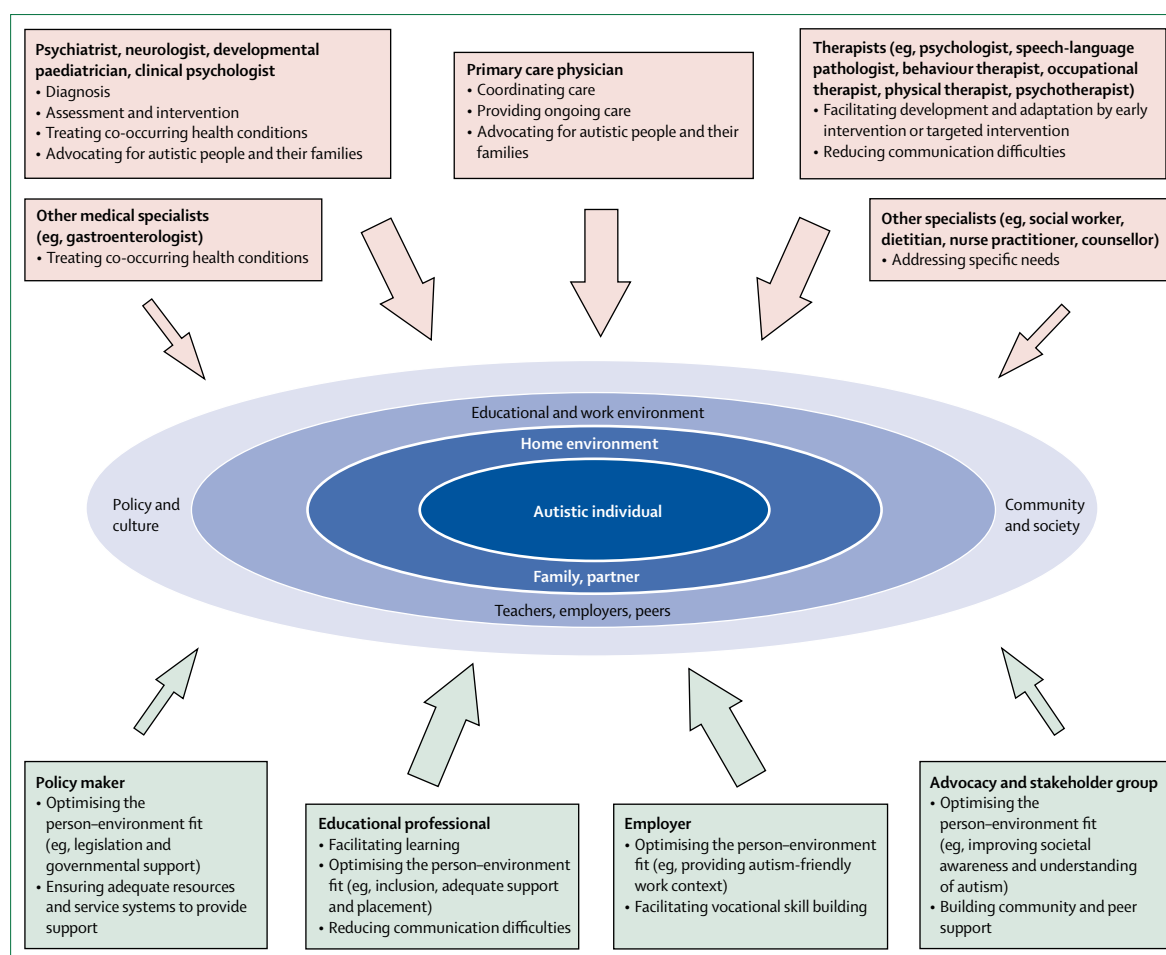 Psychiatrist, neurologist, developmental
paediatrician, clinical psychologist
• Diagnosis
• Assessment and intervention
• Treating co-occurring health conditions
• Advocating for autistic people and their families
Primary care physician
• Coordinating care
• Providing ongoing care
• Advocating for autistic people and their
families
Therapists (eg, psychologist, speech-language
pathologist, behaviour therapist, occupational
therapist, physical therapist, psychotherapist)
• Facilitating development and adaptation by early
intervention or targeted intervention
• Reducing communication difficulties
Other medical specialists
(eg, gastroenterologist)
• Treating co-occurring health conditions
Other specialists (eg, social worker,
dietitian, nurse practitioner, counsellor)
• Addressing specific needs
Educational and work environment
Home environment
Policy and
culture
Autistic individual
Community
and society
Family, partner
Teachers, employers, peers
Policy maker
• Optimising the
person–environment fit
(eg, legislation and
governmental support)
• Ensuring adequate resources
and service systems to provide
support
Educational professional
• Facilitating learning
• Optimising the person–environment
fit (eg, inclusion, adequate support
and placement)
• Reducing communication difficulties
Employer
• Optimising the person–environment
fit (eg, providing autism-friendly
work context)
• Facilitating vocational skill building
Advocacy and stakeholder group
• Optimising the
person–environment fit
(eg, improving societal
awareness and understanding
of autism)
• Building community and peer
support